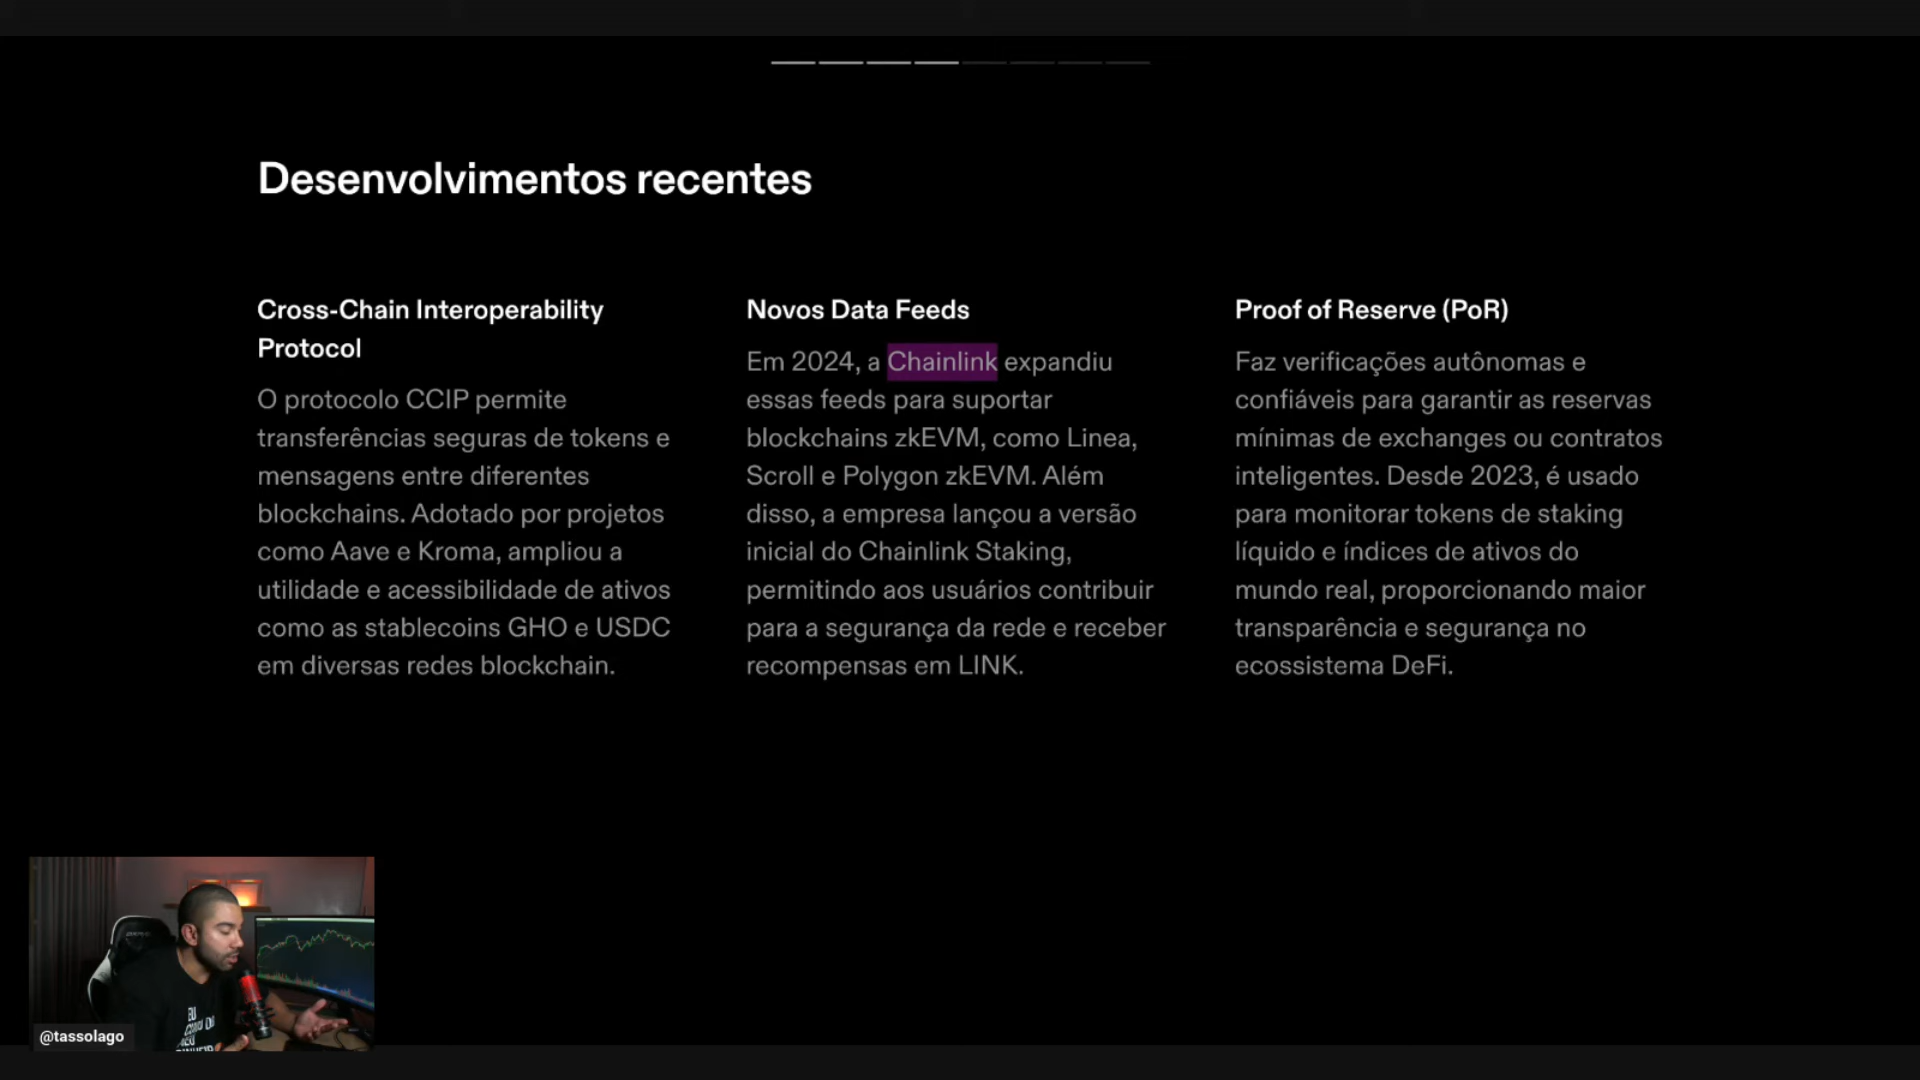 Desenvolvimentos recentes
Cross-Chain Interoperability
Protocol
O protocolo CCIP permite
transferências seguras de tokens e
mensagens entre diferentes
blockchains. Adotado por projetos
como Aave e Kroma, ampliou a
utilidade e acessibilidade de ativos
como as stablecoins GHO e USDC
em diversas redes blockchain.
Novos Data Feeds
Em 2024, a Chainlink expandiu
essas feeds para suportar
blockchains zkEVM, como Linea,
Scroll e Polygon zkEVM. Além
disso, a empresa lançou a versão
inicial do Chainlink Staking,
permitindo aos usuários contribuir
para a segurança da rede e receber
recompensas em LINK.
Proof of Reserve (PoR)
Faz verificações autônomas e
confiáveis para garantir as reservas
mínimas de exchanges ou contratos
inteligentes. Desde 2023, é usado
para monitorar tokens de staking
líquido e índices de ativos do
mundo real, proporcionando maior
transparência e segurança no
ecossistema DeFi.
EU
@tassolago